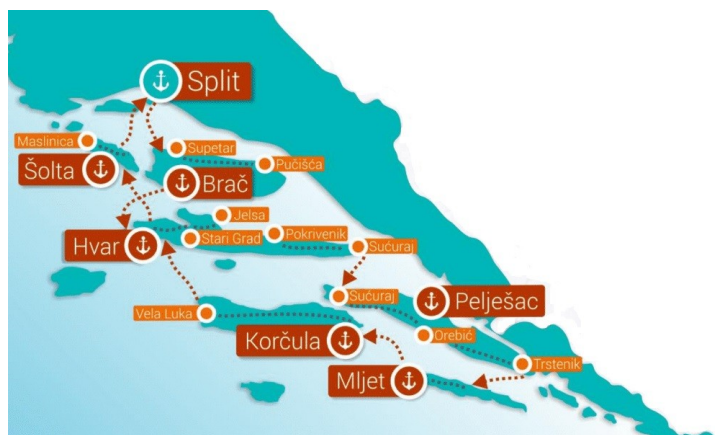 Split
Maslinica
Supetar
Pučišća
Šolta
Brač
Jelsa
Stari Grad
Pokrivenik
Hvar
Sućuraj
Sućuraj
Pelješac
Vela Luka
Orebić
Korčula
Trstenik
Mljet